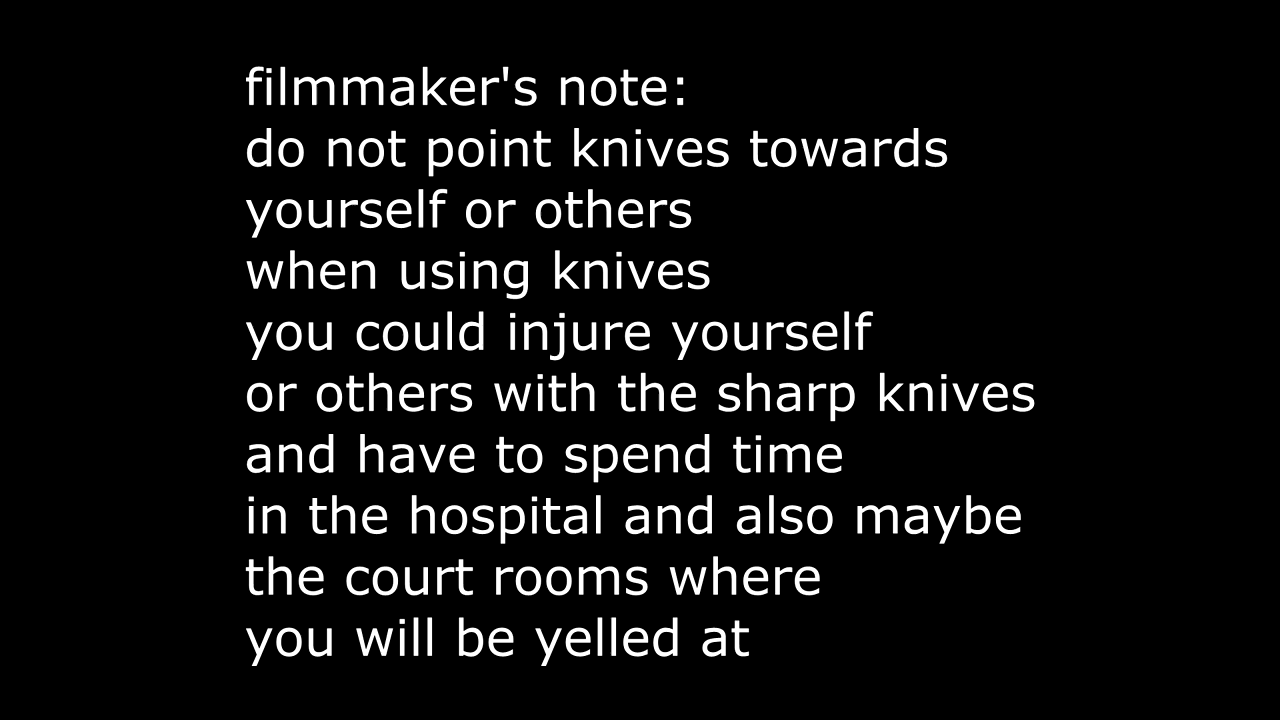 filmmaker's note:
do not point knives towards
yourself or others
when using knives
you could injure yourself
or others with the sharp knives
and have to spend time
in the hospital and also maybe
the court rooms where
you will be yelled at